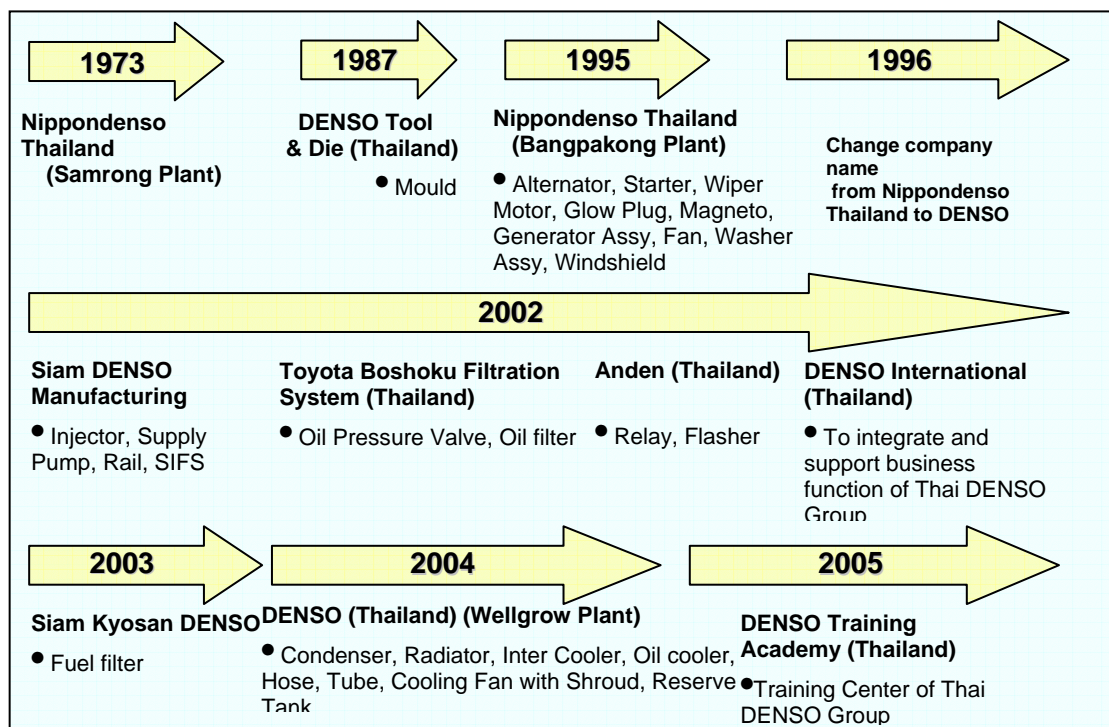 1973
1987
1995
1996
Nippondenso
Thailand
(Samrong Plant)
DENSO Tool
& Die (Thailand)
• Mould
Nippondenso Thailand
(Bangpakong Plant)
• Alternator, Starter, Wiper
Motor, Glow Plug, Magneto,
Generator Assy, Fan, Washer
Assy, Windshield
Change company
name
from Nippondenso
Thailand to DENSO
2002
Siam DENSO
Manufacturing
• Injector, Supply
Pump, Rail, SIFS
Toyota Boshoku Filtration
System (Thailand)
• Oil Pressure Valve, Oil filter
Anden (Thailand)
• Relay, Flasher
DENSO International
(Thailand)
• To integrate and
support business
function of Thai DENSO
Group
2003
2004
2005
Siam Kyosan DENSO
• Fuel filter
DENSO (Thailand) (Wellgrow Plant)
• Condenser, Radiator, Inter Cooler, Oil cooler,
Hose, Tube, Cooling Fan with Shroud, Reserve
Tank
DENSO Training
Academy (Thailand)
•Training Center of Thai
DENSO Group